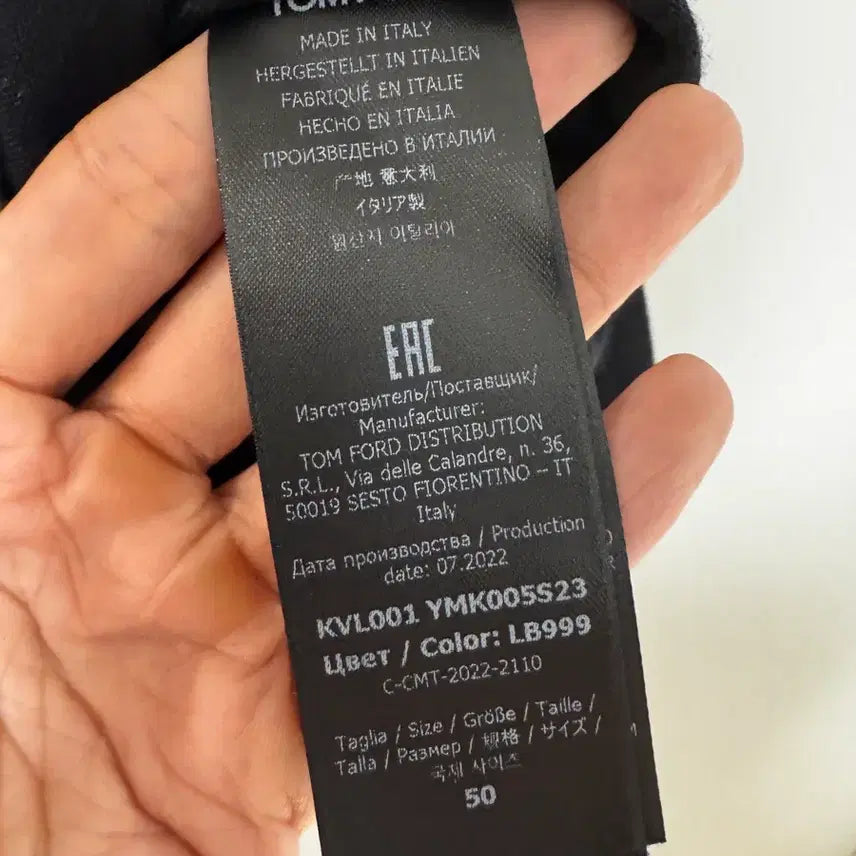 MADE IN ITALY
HERGESTELLT IN ITALIEN
FABRIQUÉ EN ITALIE
HECHO EN ITALIA
ПРОИЗВЕДЕНО В ИТАЛИИ
产地 意大利
イタリア製
원산지 이탈리아
EAC
Изготовитель/Поставщик/
Manufacturer:
TOM FORD DISTRIBUTION
S.R.L., Via delle Calandre, n. 36,
50019 SESTO FIORENTINO – IT
Italy
Дата производства / Production
date: 07.2022
KVL001 YMK005S23
Цвет / Color: LB999
C-CMT-2022-2110
Taglia / Size / Größe / Taille /
Talla / Размер / 规格 / サイズ /
국제 사이즈
50